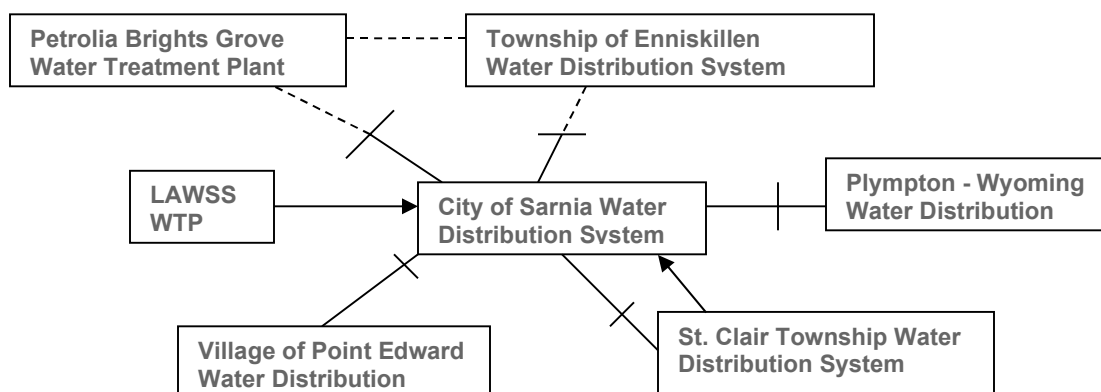 Petrolia Brights Grove
Water Treatment Plant
Township of Enniskillen
Water Distribution System
LAWSS
WTP
City of Sarnia Water
Distribution System
Plympton - Wyoming
Water Distribution
Village of Point Edward
Water Distribution
St. Clair Township Water
Distribution System